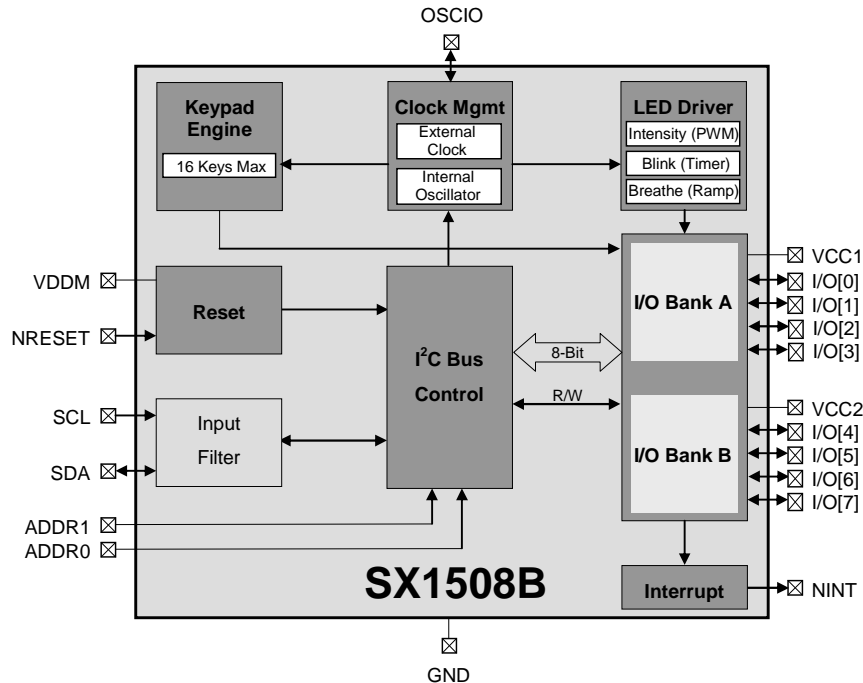 OSCIO
Keypad
Engine
16 Keys Max
Clock Mgmt
External
Clock
Internal
Oscillator
LED Driver
Intensity (PWM)
Blink (Timer)
Breathe (Ramp)
VDDM
NRESET
Reset
SCL
SDA
Input
Filter
ADDR1
ADDR0
I²C Bus
Control
8-Bit
R/W
I/O Bank A
I/O Bank B
VCC1
I/O[0]
I/O[1]
I/O[2]
I/O[3]
VCC2
I/O[4]
I/O[5]
I/O[6]
I/O[7]
SX1508B
Interrupt
NINT
GND